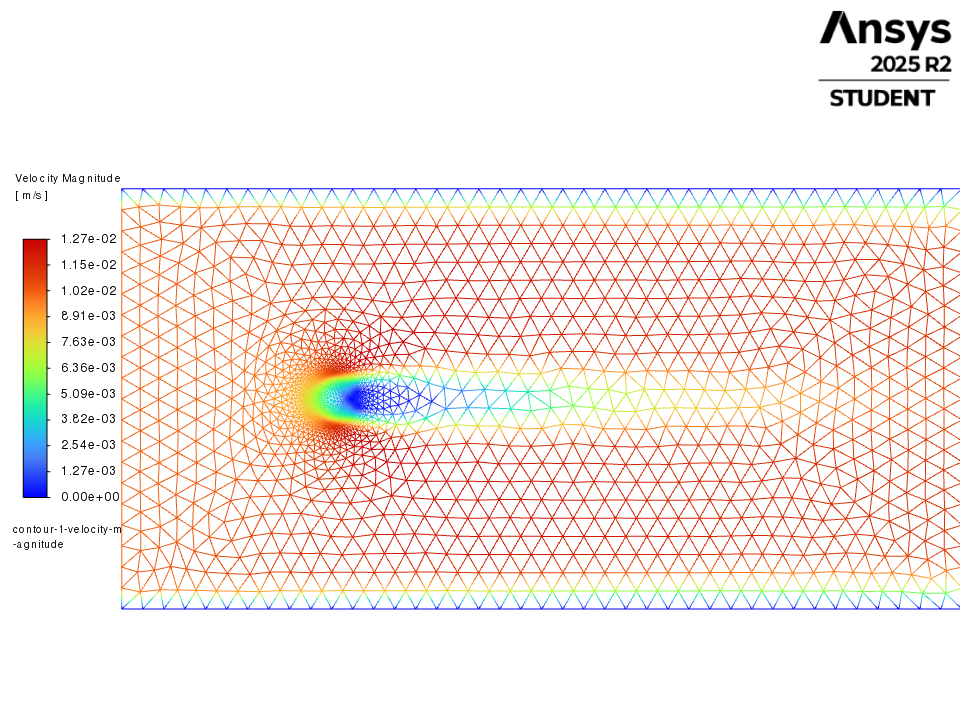 Ansys
2025 R2
STUDENT
Velocity Magnitude
[ m/s ]
1.27e-02
1.15e-02
1.02e-02
8.91e-03
7.63e-03
6.36e-03
5.09e-03
3.82e-03
2.54e-03
1.27e-03
0.00e+00
contour-1-velocity-m
-agnitude